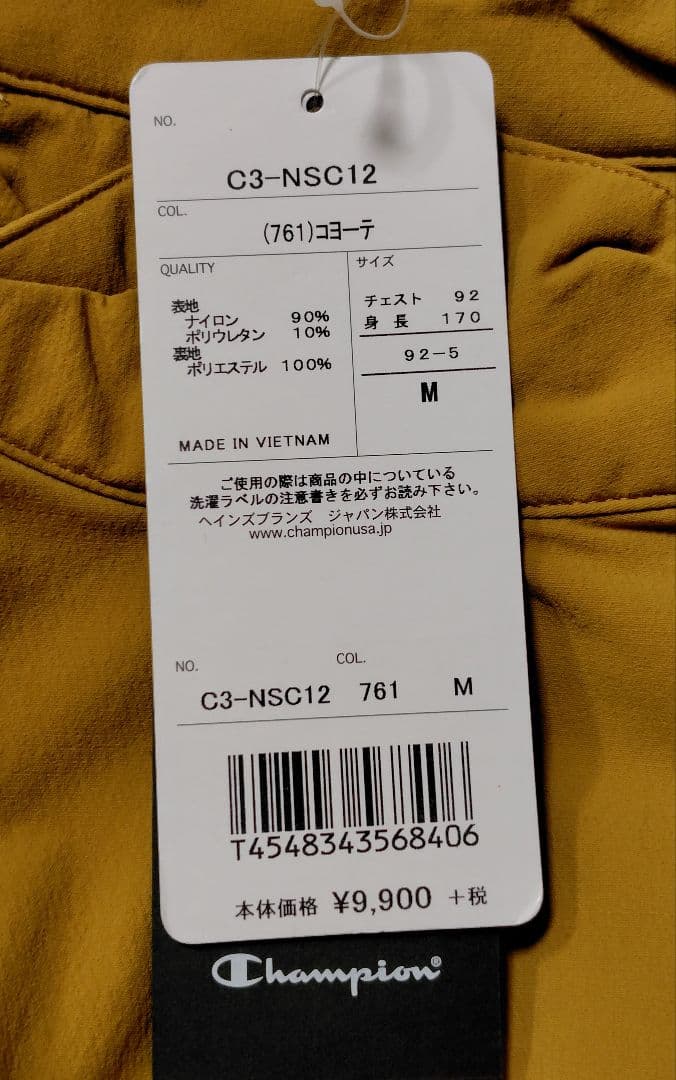 NO.
C3-NSC12
COL.
(761)コヨーテ
QUALITY
表地
ナイロン 90%
ポリウレタン 10%
裏地
ポリエステル 100%
MADE IN VIETNAM
サイズ
チェスト 92
身 長 170
92-5
M
ご使用の際は商品の中についている
洗濯ラベルの注意書きを必ずお読み下さい。
ヘインズブランズ ジャパン株式会社
www.championusa.jp
NO. COL.
C3-NSC12 761 M
T4548343568406
本体価格 ¥9,900 +税
Champion®